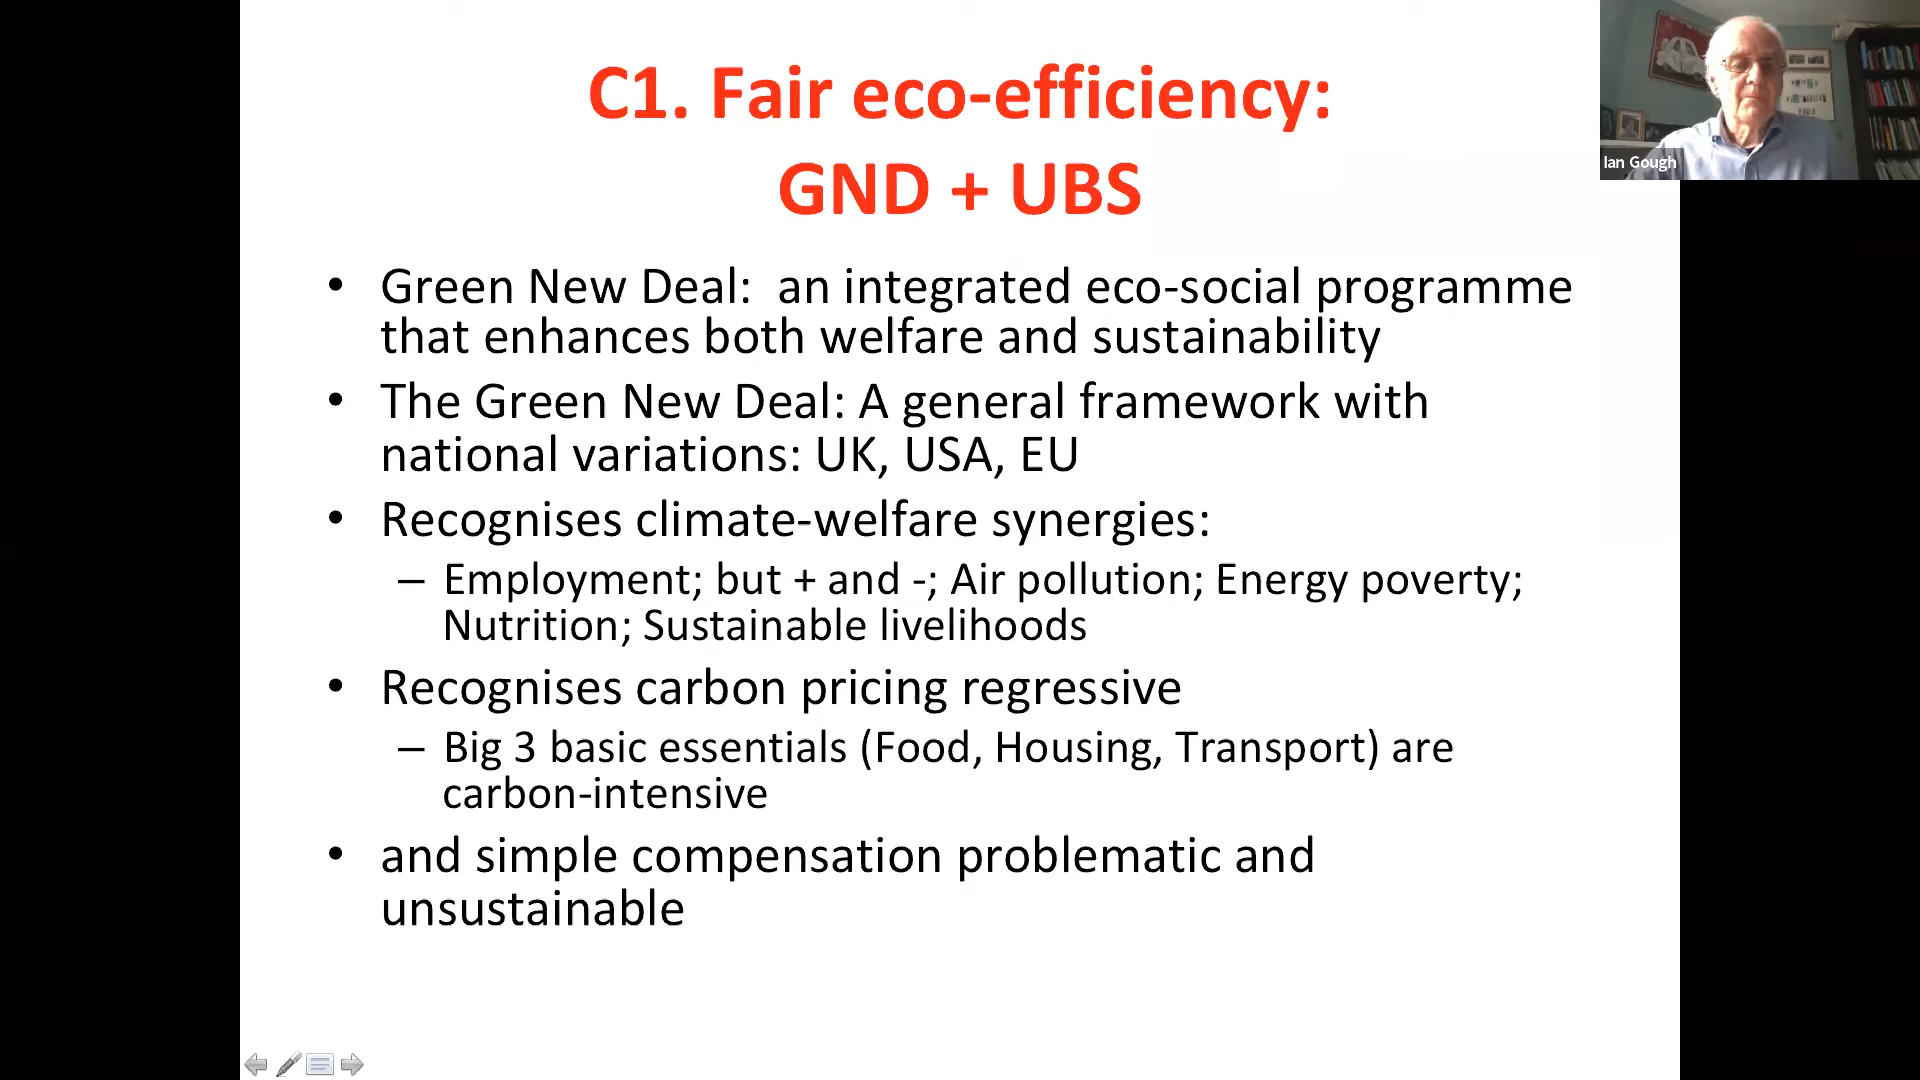 C1. Fair eco-efficiency:
GND + UBS
• Green New Deal:  an integrated eco-social programme
that enhances both welfare and sustainability
• The Green New Deal: A general framework with
national variations: UK, USA, EU
• Recognises climate-welfare synergies:
– Employment; but + and -; Air pollution; Energy poverty;
Nutrition; Sustainable livelihoods
• Recognises carbon pricing regressive
– Big 3 basic essentials (Food, Housing, Transport) are
carbon-intensive
• and simple compensation problematic and
unsustainable
Ian Gough